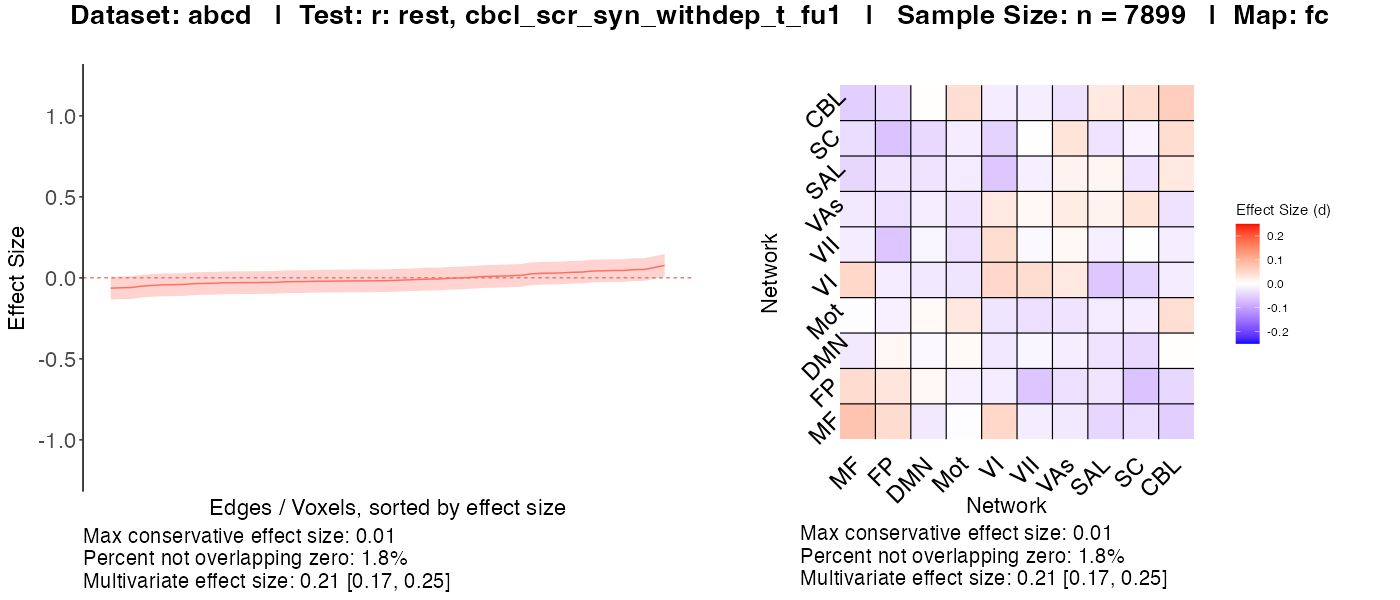 Dataset: abcd | Test: r: rest, cbcl_scr_syn_withdep_t_fu1 | Sample Size: n = 7899 | Map: fc
Effect Size
1.0
0.5
0.0
-0.5
-1.0
Edges / Voxels, sorted by effect size
Max conservative effect size: 0.01
Percent not overlapping zero: 1.8%
Multivariate effect size: 0.21 [0.17, 0.25]
Network
CBL
SC
SAL
VAs
VII
VI
Mot
DMN
FP
MF
MF FP DMN Mot VI VII VAs SAL SC CBL
Network
Max conservative effect size: 0.01
Percent not overlapping zero: 1.8%
Multivariate effect size: 0.21 [0.17, 0.25]
Effect Size (d)
0.2
0.1
0.0
-0.1
-0.2